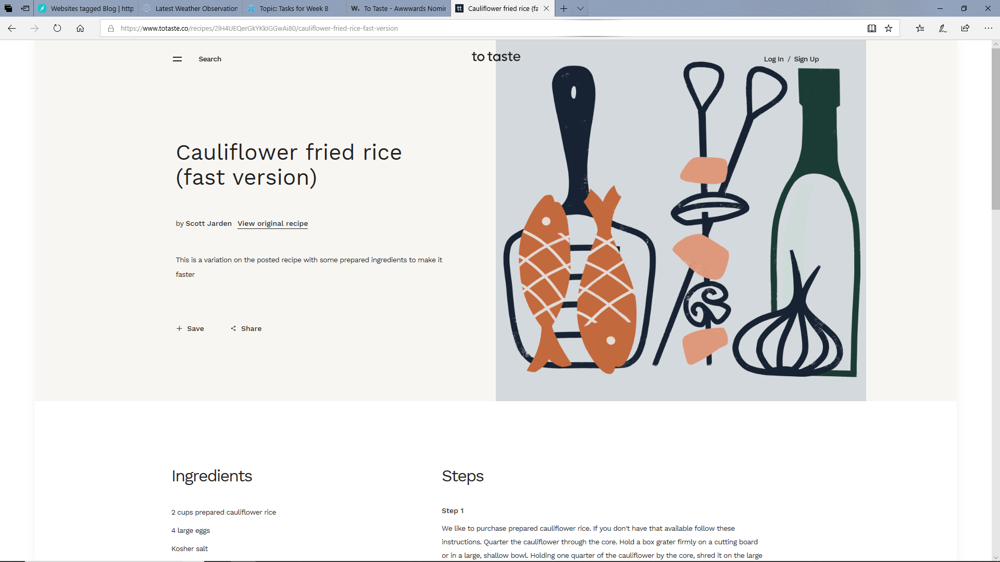 Websites tagged Blog | http
Latest Weather Observation
Topic: Tasks for Week 8
W. To Taste - Awwwards Nomin
tt Cauliflower fried rice (fa
https://www.totaste.co/recipes/2lH4UEQerGkYKkIGGwAi80/cauliflower-fried-rice-fast-version
Search
to taste
Log In / Sign Up
Cauliflower fried rice
(fast version)
by Scott Jarden View original recipe
This is a variation on the posted recipe with some prepared ingredients to make it
faster
Save
Share
Ingredients
2 cups prepared cauliflower rice
4 large eggs
Kosher salt
Steps
Step 1
We like to purchase prepared cauliflower rice. If you don't have that available follow these
instructions. Quarter the cauliflower through the core. Hold a box grater firmly on a cutting board
or in a large, shallow bowl. Holding one quarter of the cauliflower by the core, shred it on the large